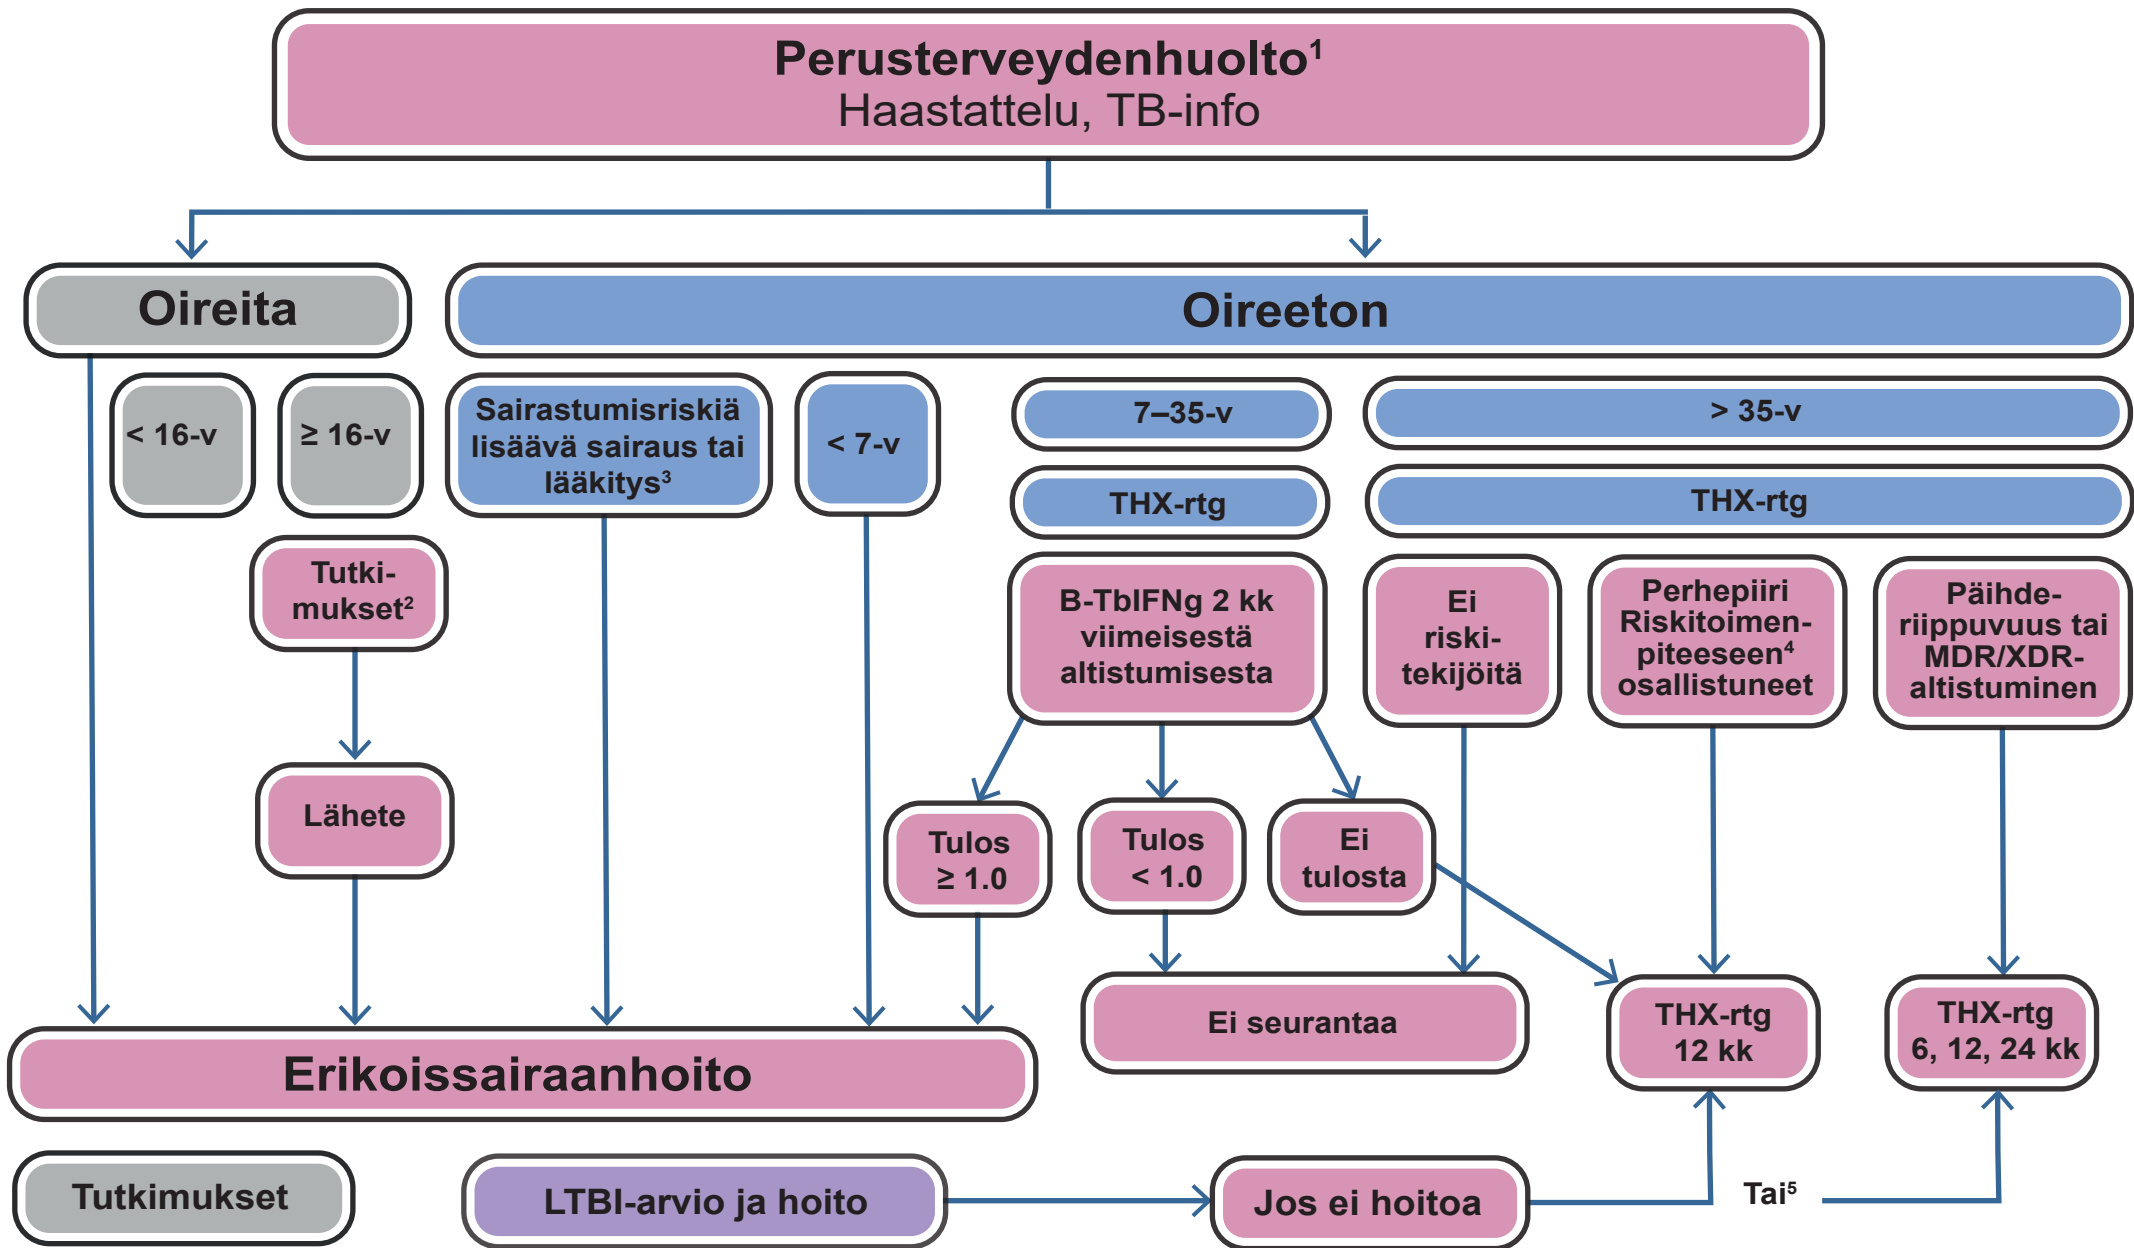 Perusterveydenhuolto¹
Haastattelu, TB-info
Oireita
Oireeton
< 16-v
≥ 16-v
Sairastumisriskiä
lisäävä sairaus tai
lääkitys³
< 7-v
7–35-v
> 35-v
THX-rtg
THX-rtg
Tutki-
mukset²
B-TbIFNg 2 kk
viimeisestä
altistumisesta
Ei
riski-
tekijöitä
Perhepiiri
Riskitoimen-
piteeseen⁴
osallistuneet
Päihde-
riippuvuus tai
MDR/XDR-
altistuminen
Lähete
Tulos
≥ 1.0
Tulos
< 1.0
Ei
tulosta
Ei seurantaa
THX-rtg
12 kk
THX-rtg
6, 12, 24 kk
Erikoissairaanhoito
Tutkimukset
LTBI-arvio ja hoito
Jos ei hoitoa
Tai⁵